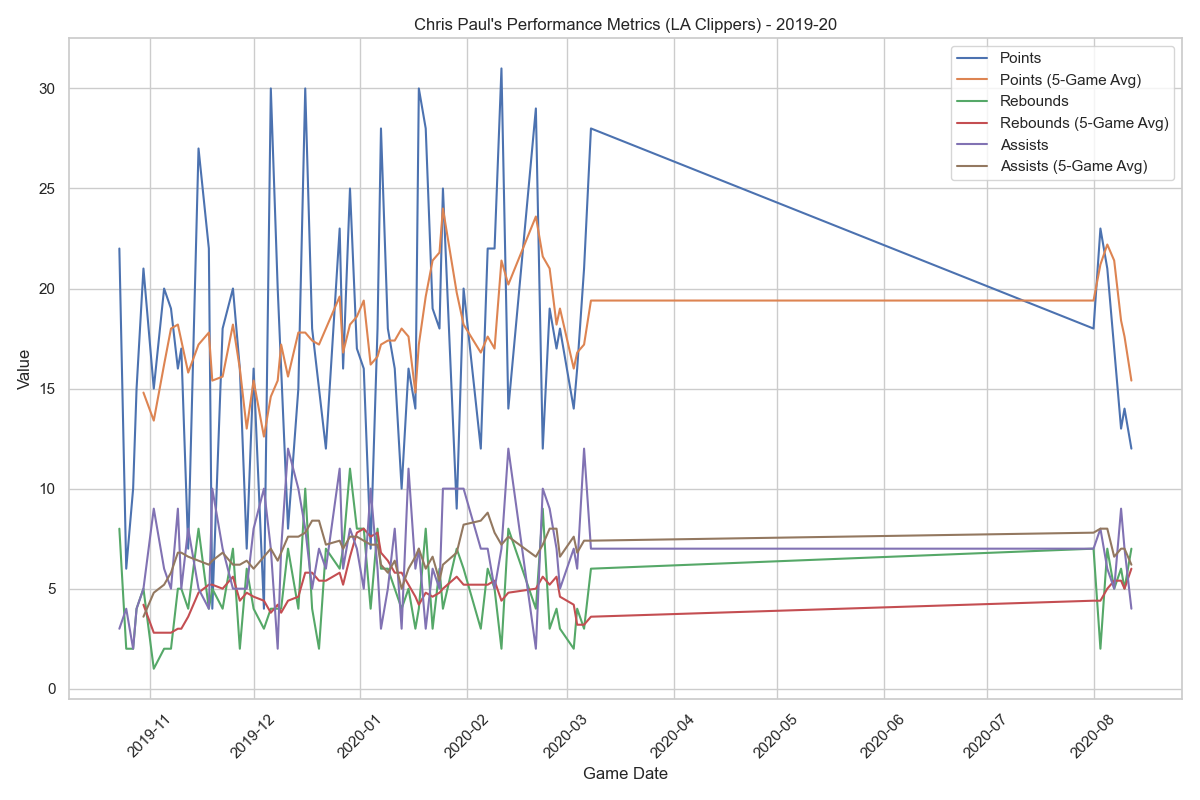 Chris Paul's Performance Metrics (LA Clippers) - 2019-20
Points
Points (5-Game Avg)
Rebounds
Rebounds (5-Game Avg)
Assists
Assists (5-Game Avg)
Value
30
25
20
15
10
5
0
2019-11
2019-12
2020-01
2020-02
2020-03
2020-04
2020-05
2020-06
2020-07
2020-08
Game Date